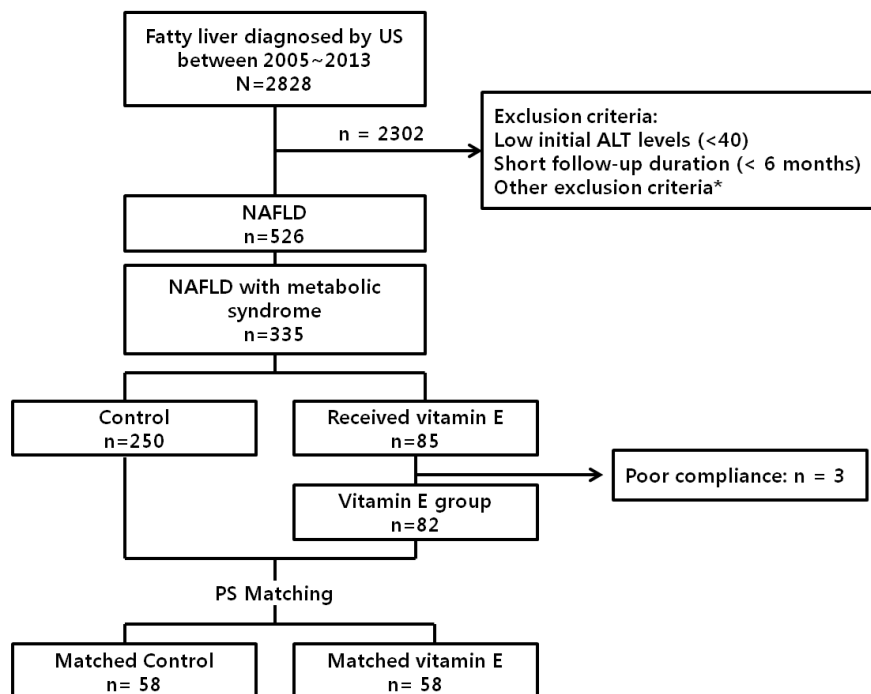 Fatty liver diagnosed by US
between 2005~2013
N=2828
n = 2302
Exclusion criteria:
Low initial ALT levels (<40)
Short follow-up duration (< 6 months)
Other exclusion criteria*
NAFLD
n=526
NAFLD with metabolic
syndrome
n=335
Control
n=250
Received vitamin E
n=85
Poor compliance: n = 3
Vitamin E group
n=82
PS Matching
Matched Control
n= 58
Matched vitamin E
n= 58